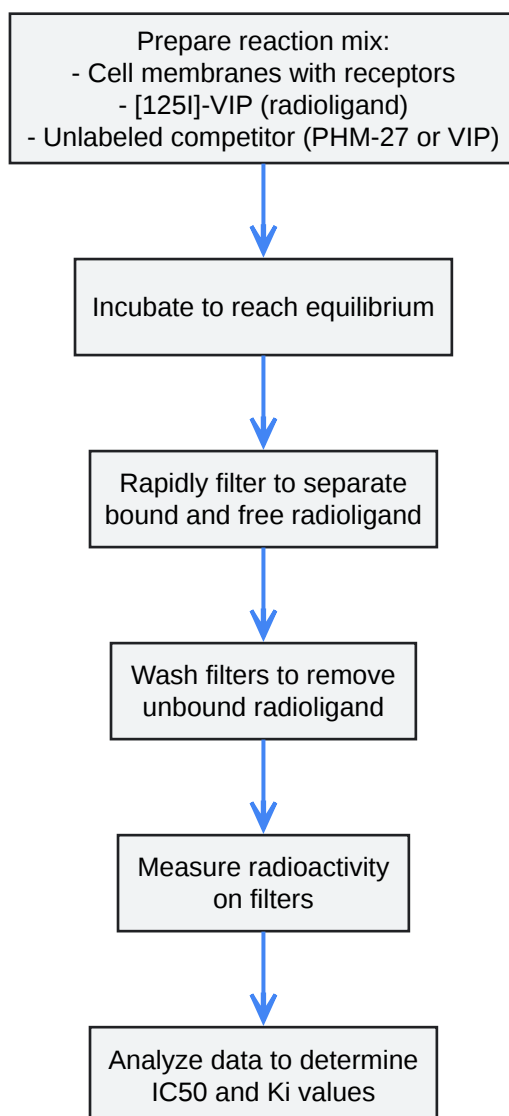 Prepare reaction mix:
- Cell membranes with receptors
- [125I]-VIP (radioligand)
- Unlabeled competitor (PHM-27 or VIP)
Incubate to reach equilibrium
Rapidly filter to separate
bound and free radioligand
Wash filters to remove
unbound radioligand
Measure radioactivity
on filters
Analyze data to determine
IC50 and Ki values